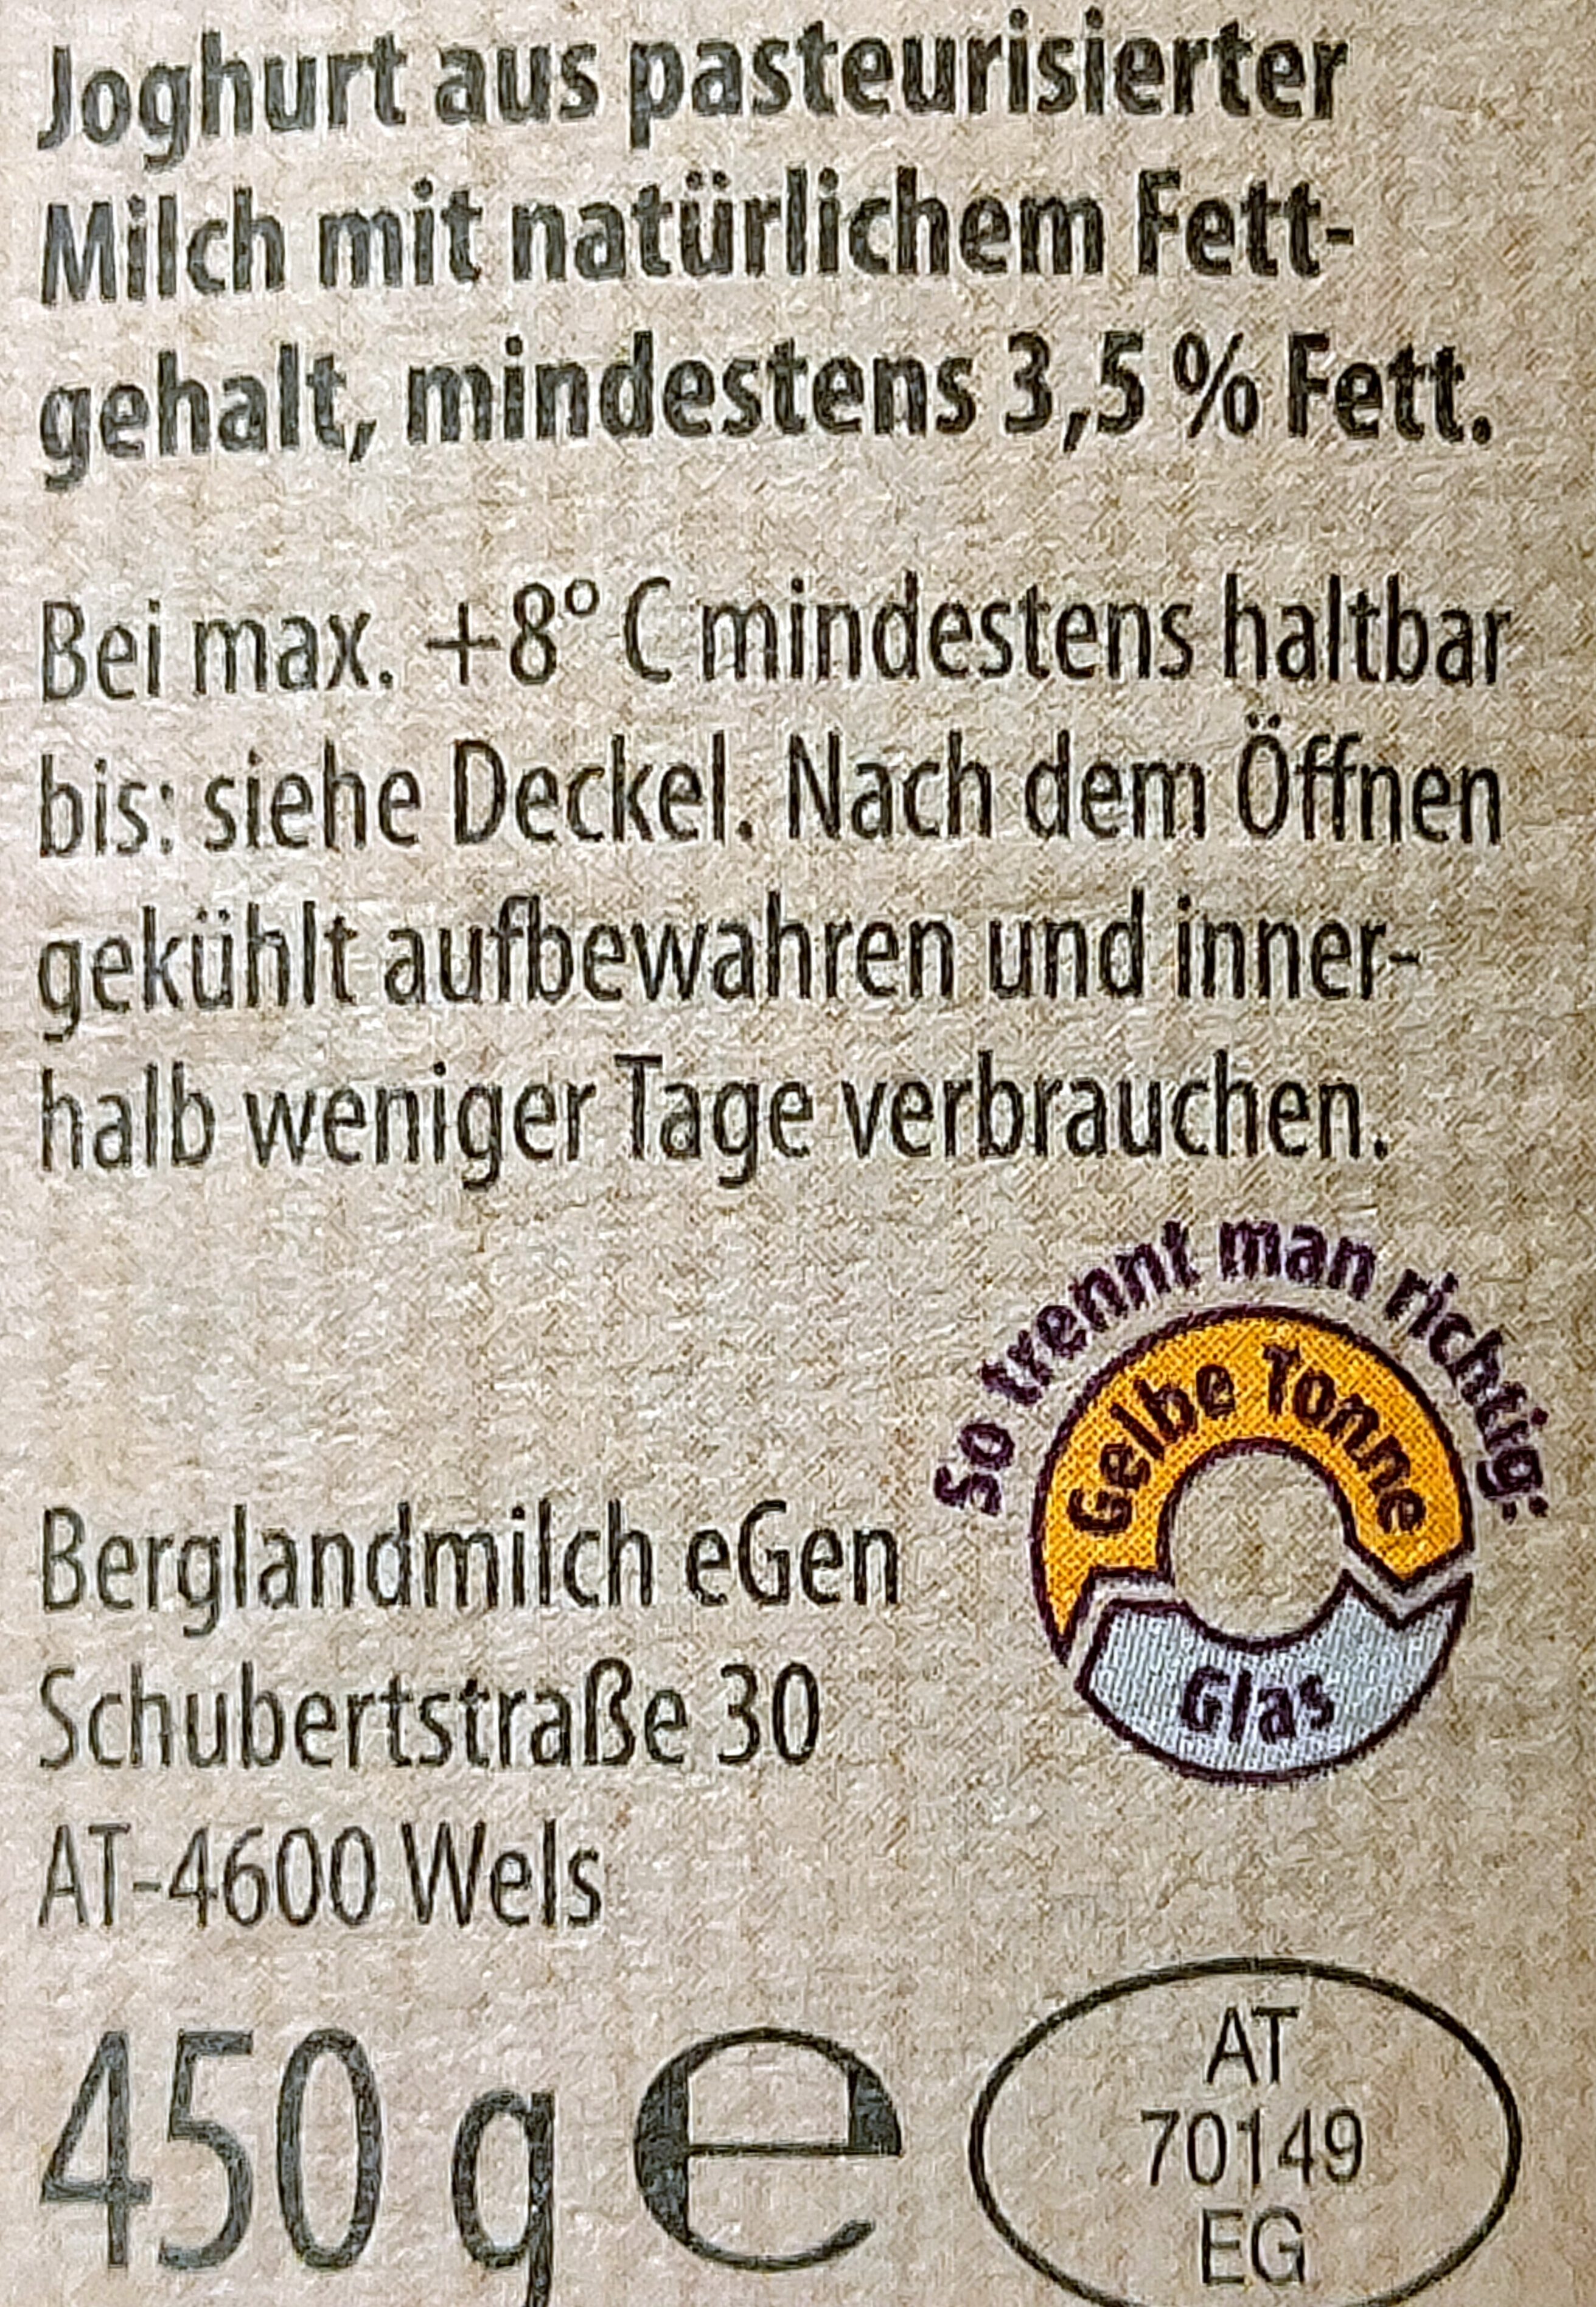 Joghurt aus pasteurisierter
Milch mit natürlichem Fett-
gehalt, mindestens 3,5 % Fett.
Bei max. +8° C mindestens haltbar
bis: siehe Deckel. Nach dem Öffnen
gekühlt aufbewahren und inner-
halb weniger Tage verbrauchen.
So trennt man richtig:
Gelbe Tonne
Glas
Berglandmilch eGen
Schubertstraße 30
AT-4600 Wels
450 g e
AT
70149
EG